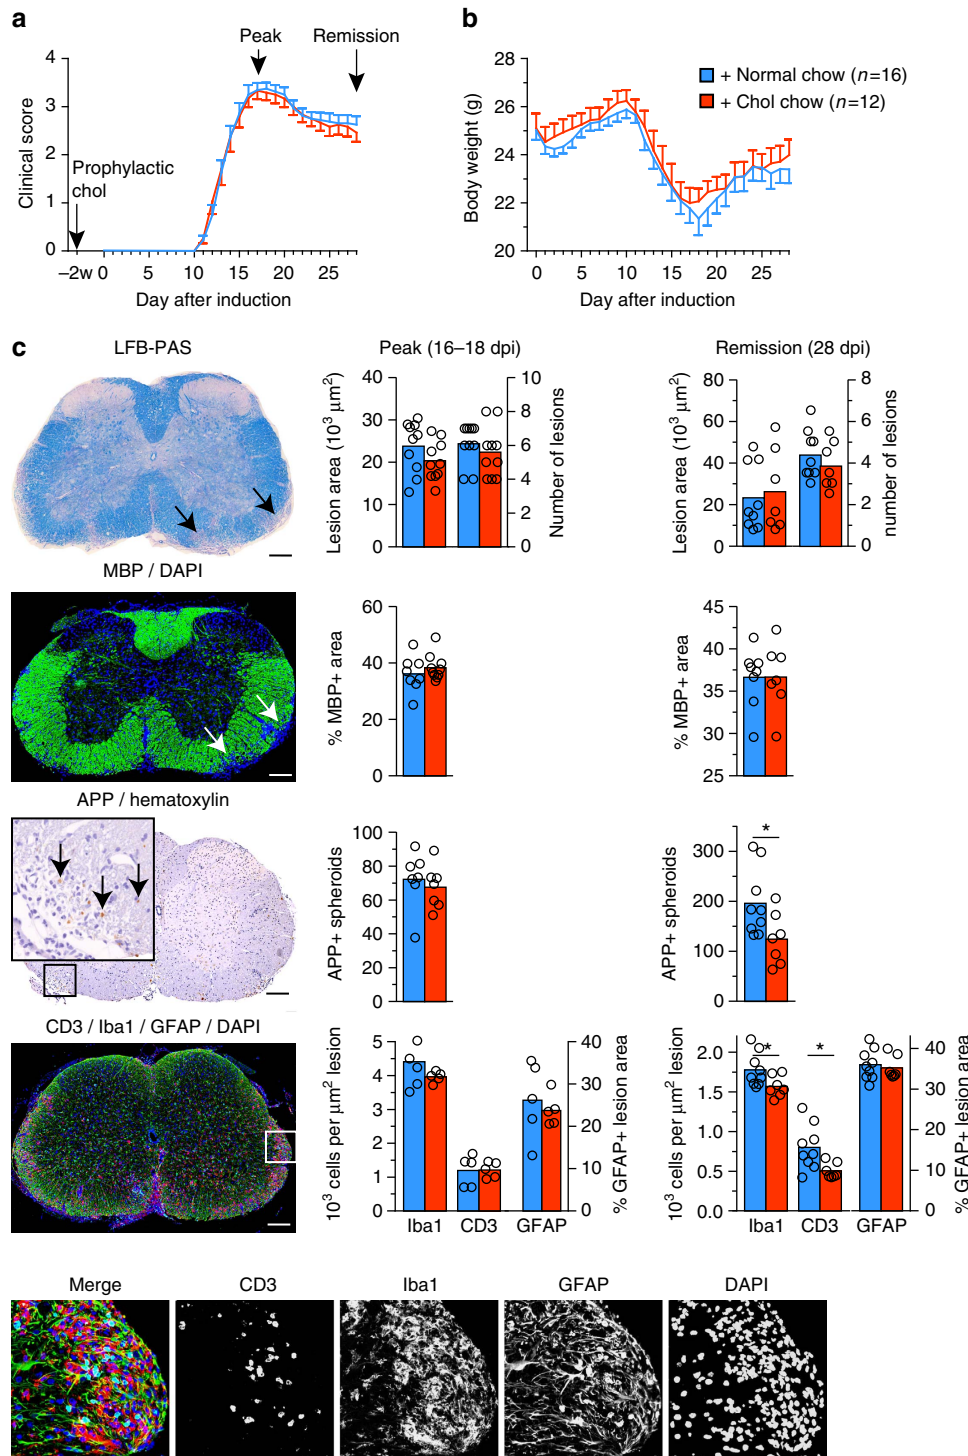 a
Peak
Remission
4
3
2
1
0
Clinical score
Prophylactic
chol
–2w 0 5 10 15 20 25
Day after induction
b
28
26
24
22
20
Body weight (g)
+ Normal chow (n=16)
+ Chol chow (n=12)
0 5 10 15 20 25
Day after induction
c
LFB-PAS
Peak (16–18 dpi)
40
30
20
10
0
Lesion area (10³ μm²)
10
8
6
4
2
0
Number of lesions
Remission (28 dpi)
80
60
40
20
0
Lesion area (10³ μm²)
8
6
4
2
0
number of lesions
MBP / DAPI
60
40
20
0
% MBP+ area
45
40
35
30
25
% MBP+ area
APP / hematoxylin
100
80
60
40
20
0
APP+ spheroids
*
300
200
100
0
APP+ spheroids
CD3 / Iba1 / GFAP / DAPI
5
4
3
2
1
0
10³ cells per μm² lesion
40
30
20
10
0
% GFAP+ lesion area
Iba1 CD3 GFAP
* *
2.0
1.5
1.0
0.5
0.0
10³ cells per μm² lesion
40
30
20
10
0
% GFAP+ lesion area
Iba1 CD3 GFAP
Merge CD3 Iba1 GFAP DAPI